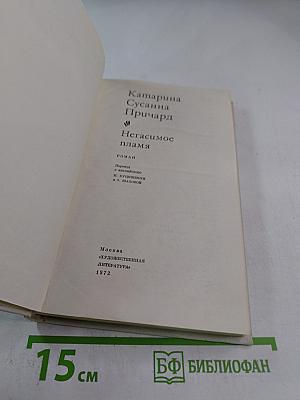 Катарина
Сусанна
Причард
Негасимое
пламя
РОМАН
Перевод
с английского
Москва
«ХУДОЖЕСТВЕННАЯ
ЛИТЕРАТУРА»
1972
15 см
БФ БИБЛИОФАН